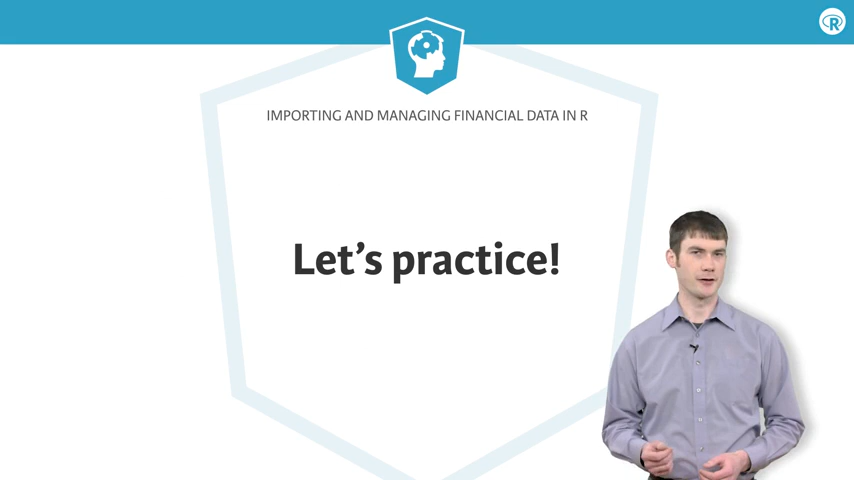 R
IMPORTING AND MANAGING FINANCIAL DATA IN R
Let's practice!